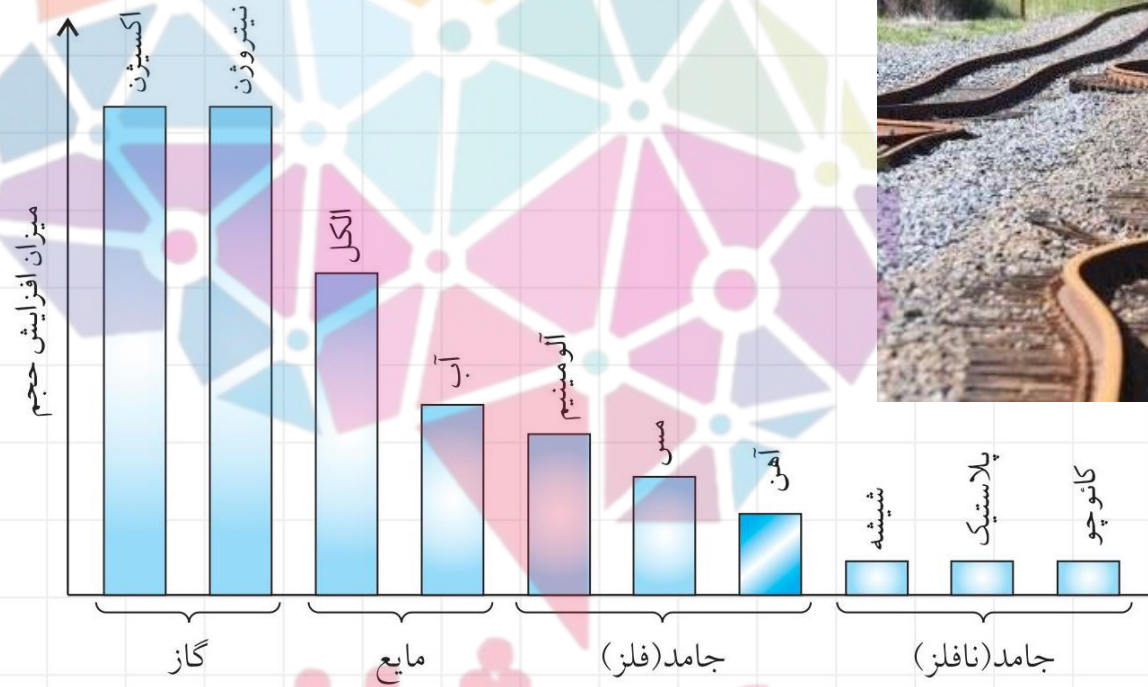 میزان افزایش حجم
اکسیژن
نیتروژن
الکل
آب
آلومینیم
مس
آهن
شیشه
پلاستیک
کائوچو
گاز
مایع
جامد(فلز)
جامد(نافلز)